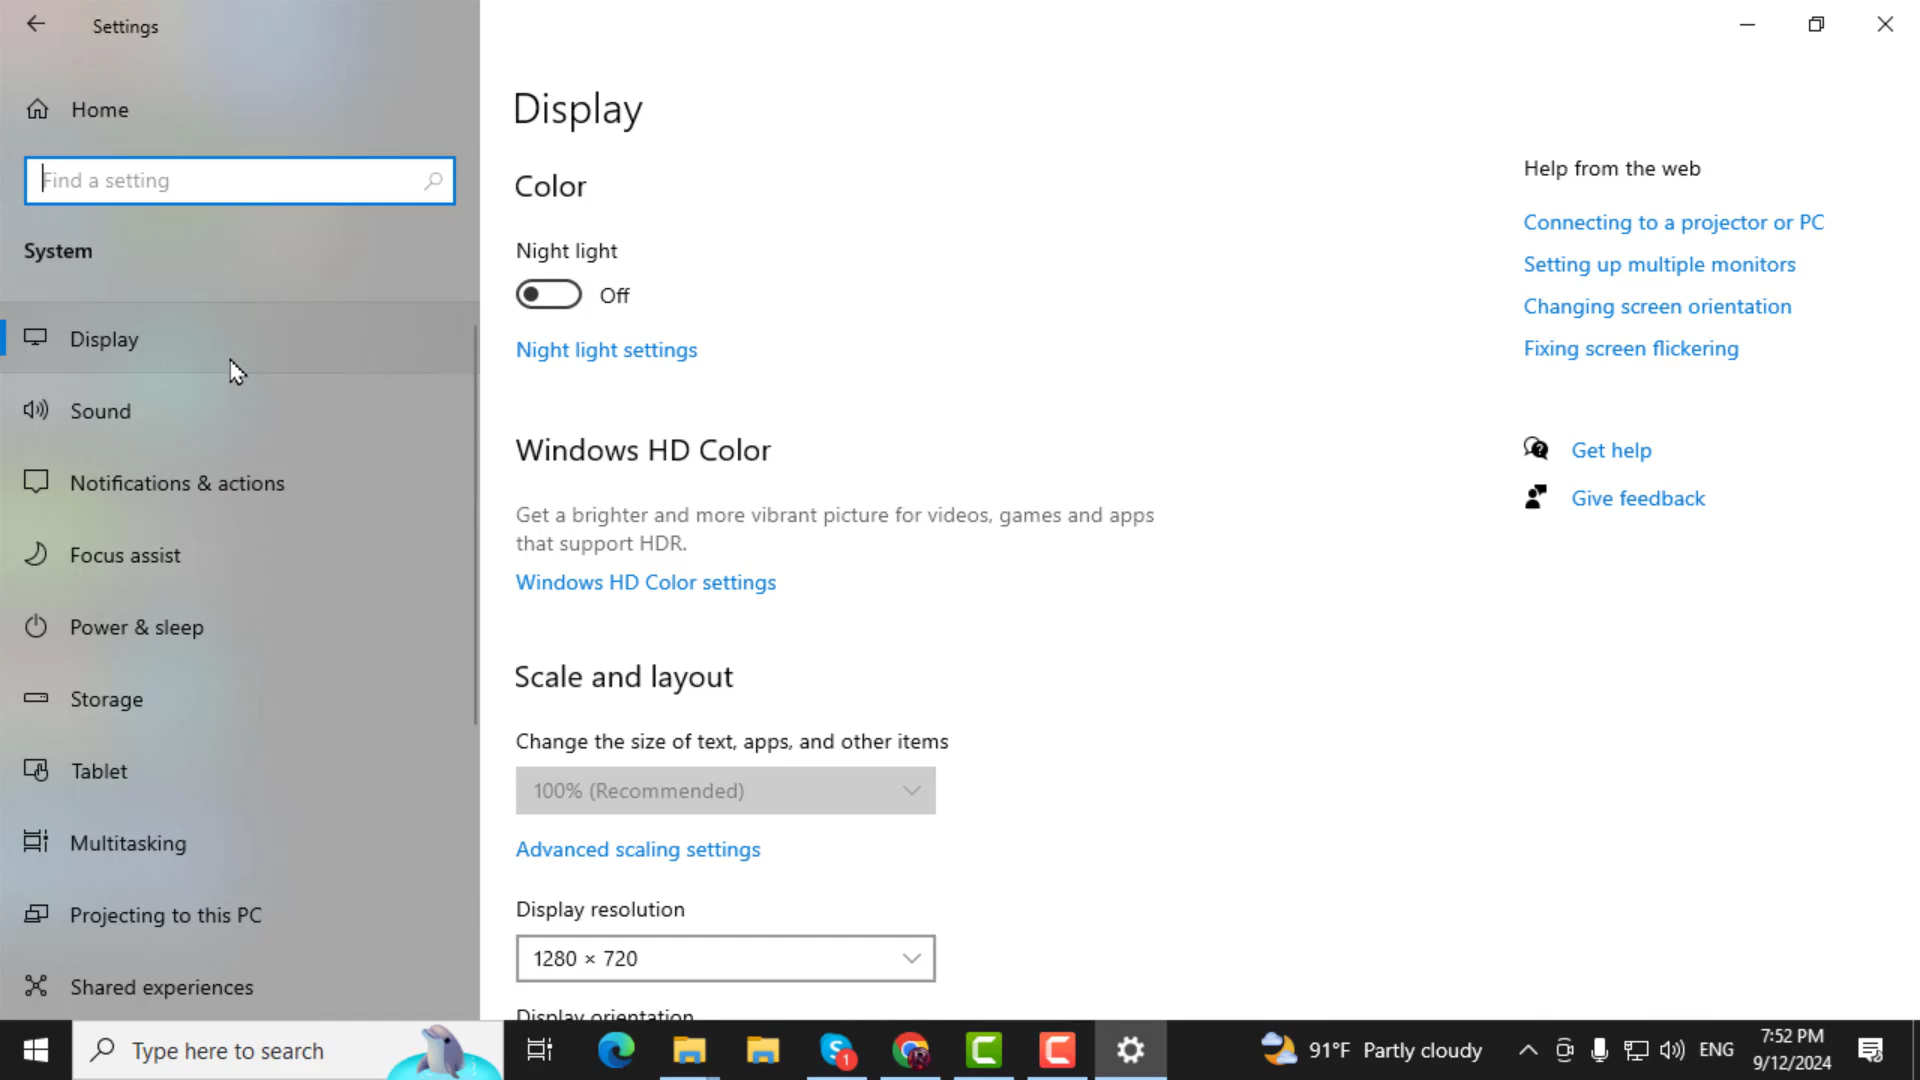 Settings
Home
Find a setting
System
Display
Sound
Notifications & actions
Focus assist
Power & sleep
Storage
Tablet
Multitasking
Projecting to this PC
Shared experiences
Display
Color
Night light
Off
Night light settings
Windows HD Color
Get a brighter and more vibrant picture for videos, games and apps
that support HDR.
Windows HD Color settings
Scale and layout
Change the size of text, apps, and other items
100% (Recommended)
Advanced scaling settings
Display resolution
1280 × 720
Display orientation
Help from the web
Connecting to a projector or PC
Setting up multiple monitors
Changing screen orientation
Fixing screen flickering
Get help
Give feedback
Type here to search
1
91°F Partly cloudy
ENG
7:52 PM
9/12/2024